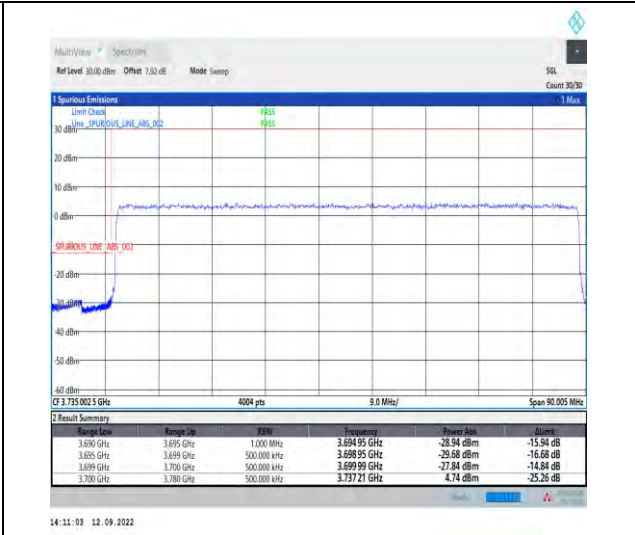 MultiView Spectrum
Ref Level 30.00 dBm Offset 7.92 dB Mode Sweep SGL
Count 30/30
1 Spurious Emissions 1 Max
Limit Check PASS
Line _SPURIOUS_LINE_ABS_002 PASS
30 dBm
20 dBm
10 dBm
0 dBm
SPURIOUS_LINE_ABS_002
-20 dBm
-30 dBm
-40 dBm
-50 dBm
-60 dBm
CF 3.735 002 5 GHz 4004 pts 9.0 MHz/ Span 90.005 MHz
2 Result Summary
Range Low Range Up RBW Frequency Power Abs ΔLimit
3.690 GHz 3.695 GHz 1.000 MHz 3.694 95 GHz -28.94 dBm -15.94 dB
3.695 GHz 3.699 GHz 500.000 kHz 3.698 95 GHz -29.68 dBm -16.68 dB
3.699 GHz 3.700 GHz 500.000 kHz 3.699 99 GHz -27.84 dBm -14.84 dB
3.700 GHz 3.780 GHz 500.000 kHz 3.737 21 GHz 4.74 dBm -25.26 dB
14:11:03 12.09.2022